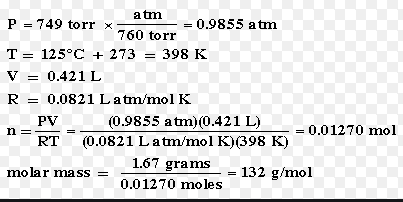 P = 749 torr × atm / 760 torr = 0.9855 atm
T = 125°C + 273 = 398 K
V = 0.421 L
R = 0.0821 L atm/mol K
n = PV / RT = (0.9855 atm)(0.421 L) / (0.0821 L atm/mol K)(398 K) = 0.01270 mol
molar mass = 1.67 grams / 0.01270 moles = 132 g/mol